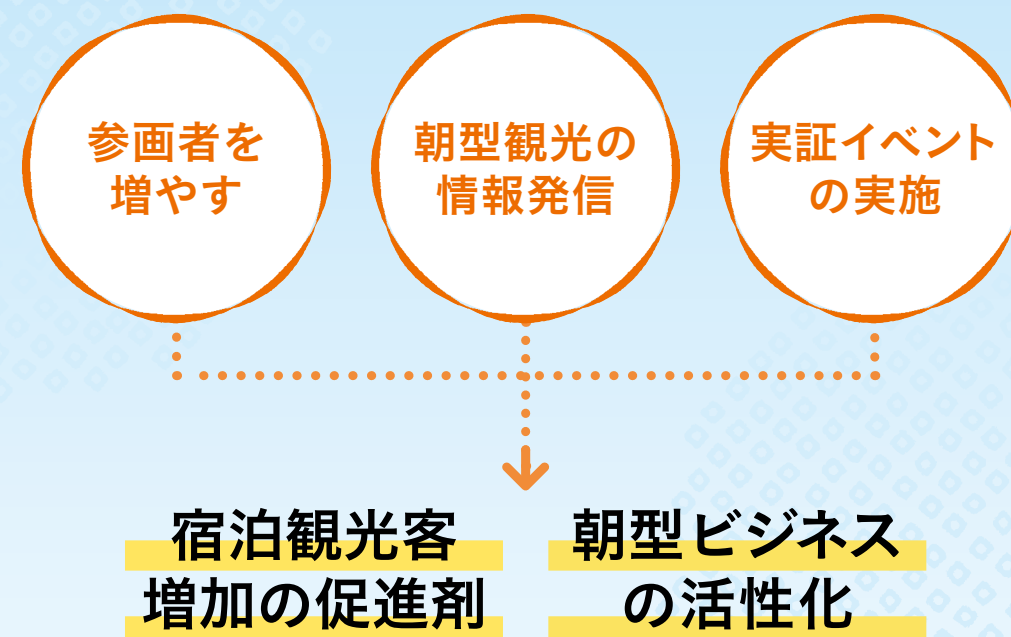 参画者を
増やす
朝型観光の
情報発信
実証イベント
の実施
宿泊観光客
増加の促進剤
朝型ビジネス
の活性化